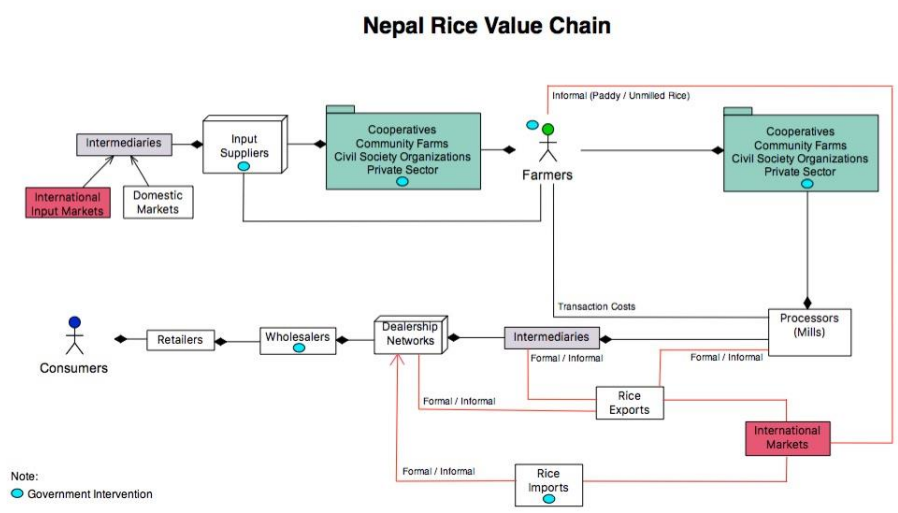 Nepal Rice Value Chain
Informal (Paddy / Unmilled Rice)
Intermediaries
Input
Suppliers
Cooperatives
Community Farms
Civil Society Organizations
Private Sector
Farmers
Cooperatives
Community Farms
Civil Society Organizations
Private Sector
International
Input Markets
Domestic
Markets
Transaction Costs
Processors
(Mills)
Consumers
Retailers
Wholesalers
Dealership
Networks
Intermediaries
Formal / Informal
Formal / Informal
Formal / Informal
Rice
Exports
International
Markets
Formal / Informal
Rice
Imports
Note:
Government Intervention